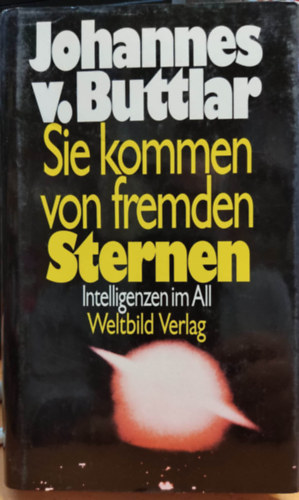 Johannes
v. Buttlar
Sie kommen
von fremden
Sternen
Intelligenzen im All
Weltbild Verlag